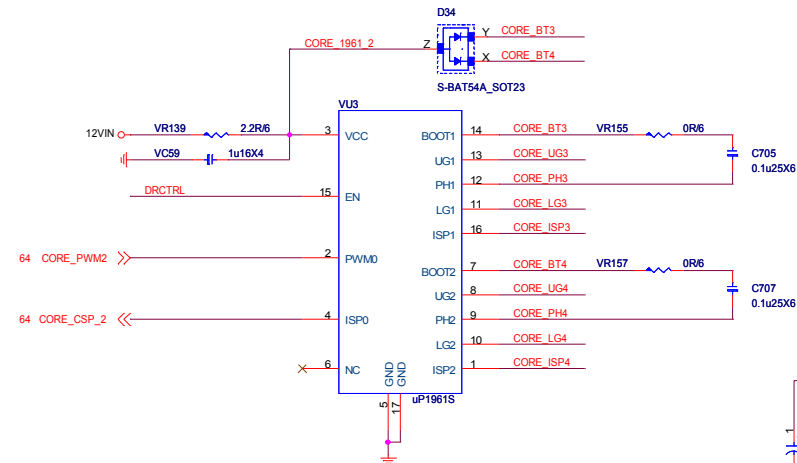 D34
CORE_1961_2 Z Y CORE_BT3
X CORE_BT4
S-BAT54A_SOT23
VU3
12VIN VR139 2.2R/6 3 VCC BOOT1 14 CORE_BT3 VR155 0R/6
VC59 1u16X4 UG1 13 CORE_UG3 C705
PH1 12 CORE_PH3 0.1u25X6
DRCTRL 15 EN LG1 11 CORE_LG3
ISP1 16 CORE_ISP3
64 CORE_PWM2 2 PWM0 BOOT2 7 CORE_BT4 VR157 0R/6
UG2 8 CORE_UG4 C707
64 CORE_CSP_2 4 ISP0 PH2 9 CORE_PH4 0.1u25X6
LG2 10 CORE_LG4
6 NC GND GND ISP2 1 CORE_ISP4
uP1961S
5 17
1